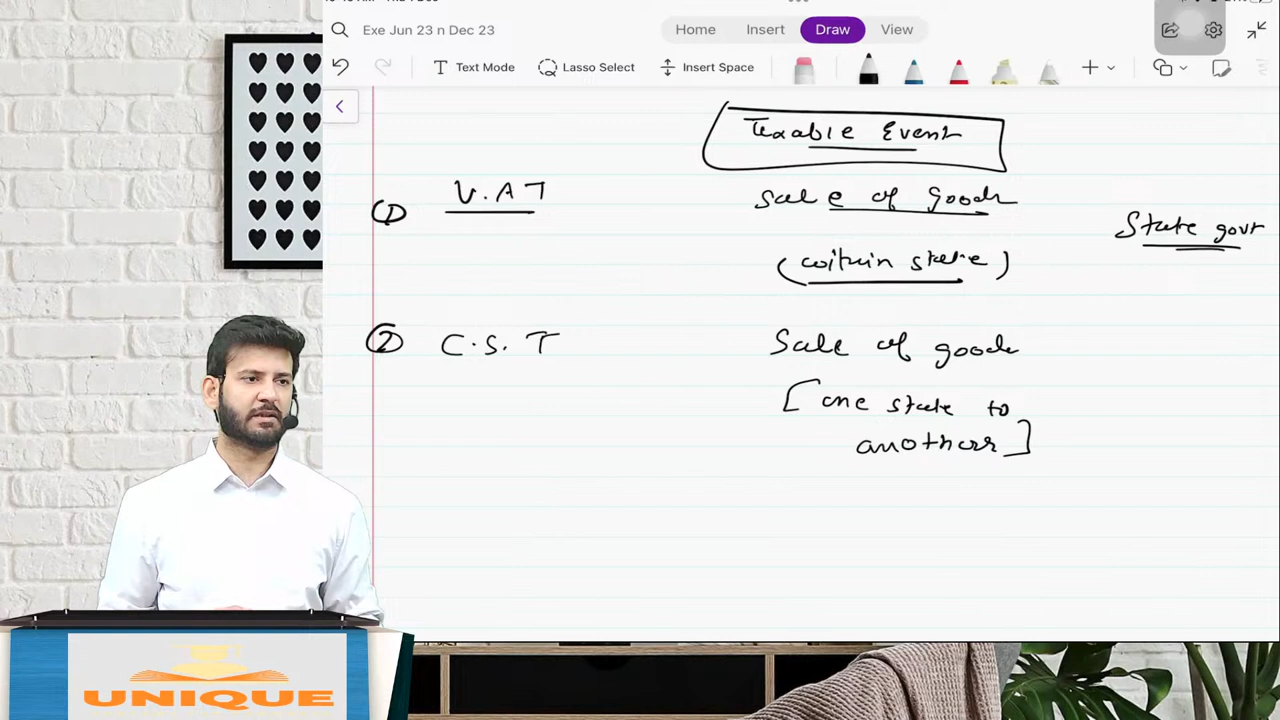 Exe Jun 23 n Dec 23
Home Insert Draw View
Text Mode Lasso Select Insert Space
Taxable Event
① V.A.T Sale of goods
State govt
(within state)
② C.S.T Sale of goods
[one state to
another]
UNIQUE